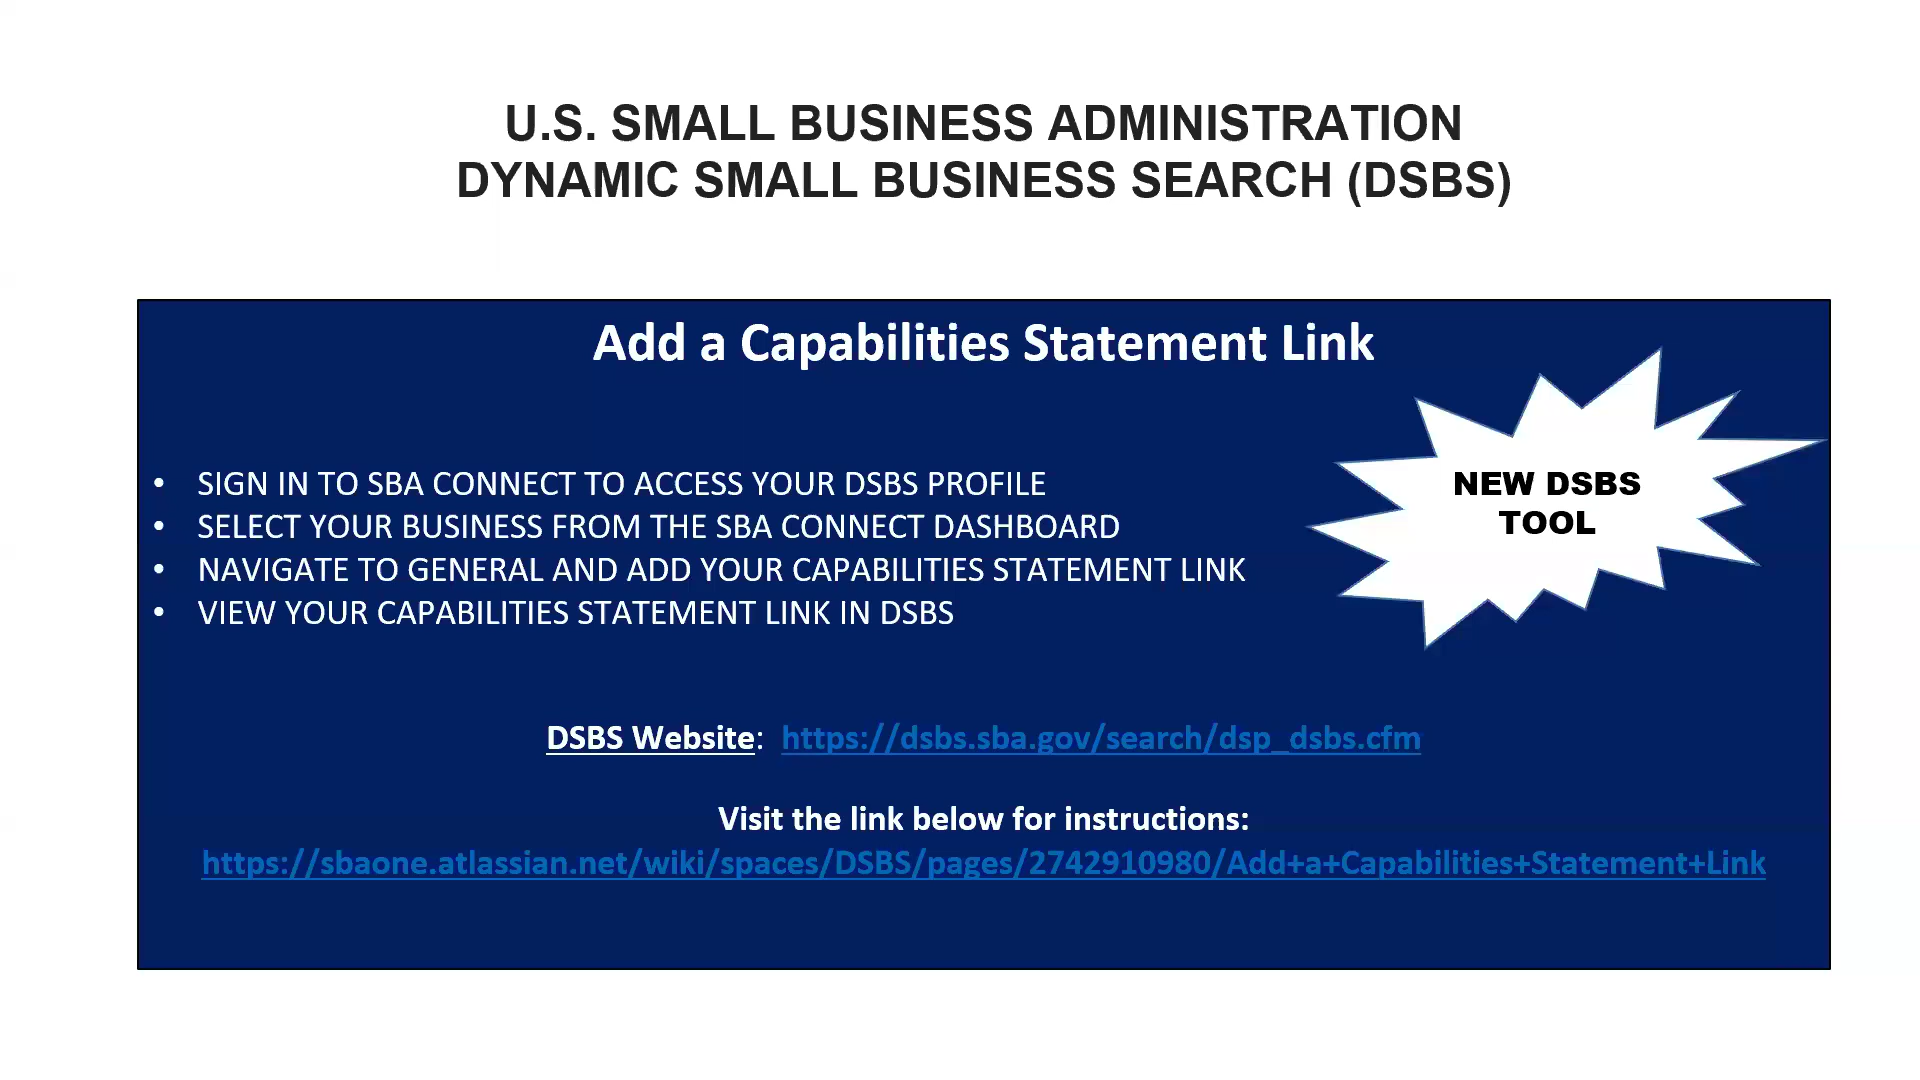 U.S. SMALL BUSINESS ADMINISTRATION
DYNAMIC SMALL BUSINESS SEARCH (DSBS)
Add a Capabilities Statement Link
• SIGN IN TO SBA CONNECT TO ACCESS YOUR DSBS PROFILE
• SELECT YOUR BUSINESS FROM THE SBA CONNECT DASHBOARD
• NAVIGATE TO GENERAL AND ADD YOUR CAPABILITIES STATEMENT LINK
• VIEW YOUR CAPABILITIES STATEMENT LINK IN DSBS
NEW DSBS
TOOL
DSBS Website: https://dsbs.sba.gov/search/dsp_dsbs.cfm
Visit the link below for instructions:
https://sbaone.atlassian.net/wiki/spaces/DSBS/pages/2742910980/Add+a+Capabilities+Statement+Link